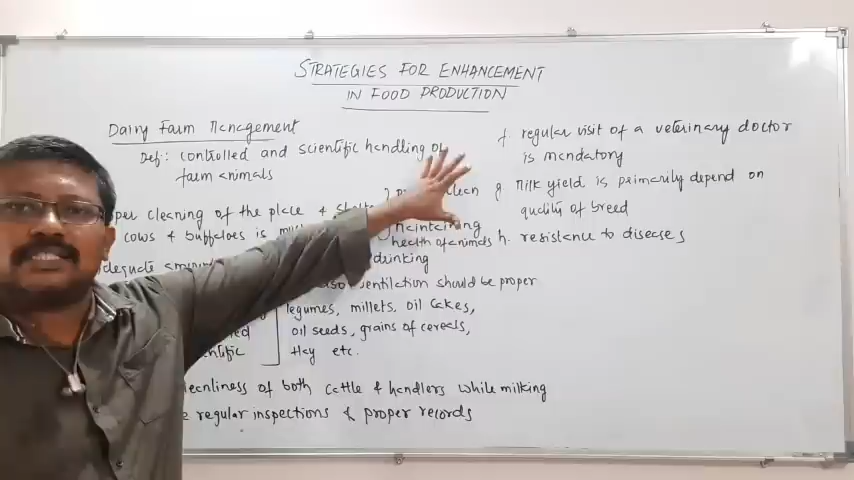 STRATEGIES FOR ENHANCEMENT
IN FOOD PRODUCTION
Dairy Farm Management
Def: controlled and scientific handling
farm animals
cleaning of the place &
cows & buffaloes is
maintaining
health of animals
drinking
ventilation should be proper
legumes, millets, oil cakes,
oil seeds, grains of cereals,
Hay etc.
of both cattle & handlers while milking
regular inspections & proper records
f. regular visit of a veterinary doctor
is mandatory
g. Milk yield is primarily depend on
quality of breed
h. resistance to diseases